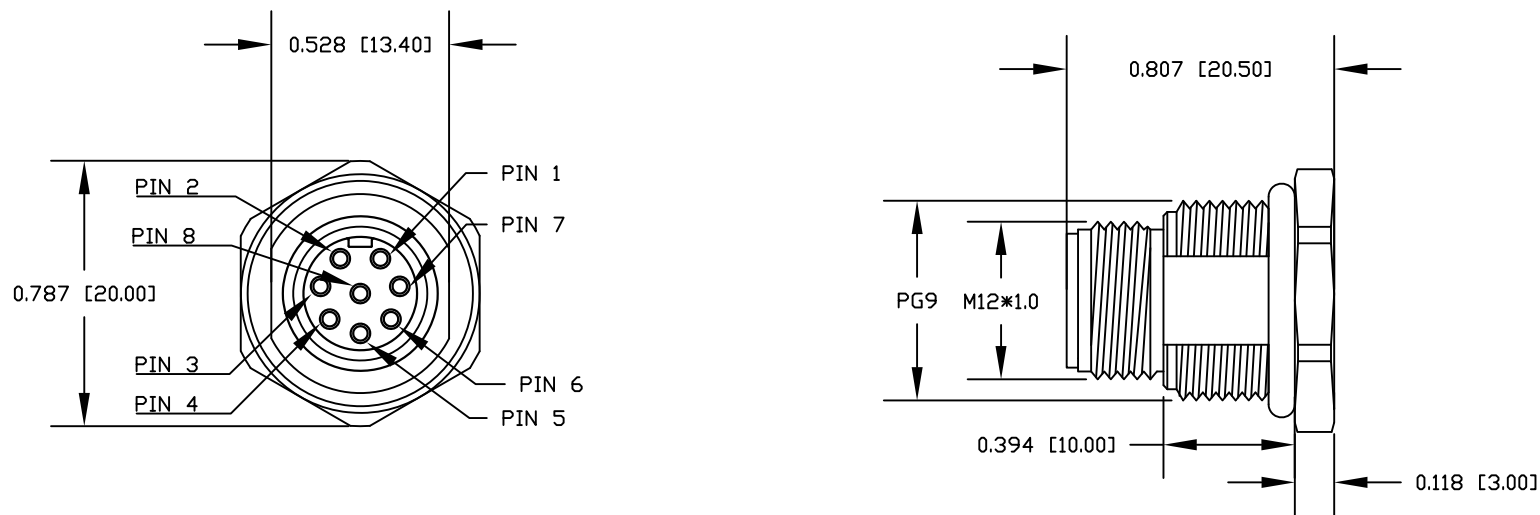 0.528 [13.40]
0.807 [20.50]
PIN 1
PIN 2
PIN 7
PIN 8
0.787 [20.00]
PG9
M12*1.0
PIN 3
PIN 6
PIN 4
PIN 5
0.394 [10.00]
0.118 [3.00]